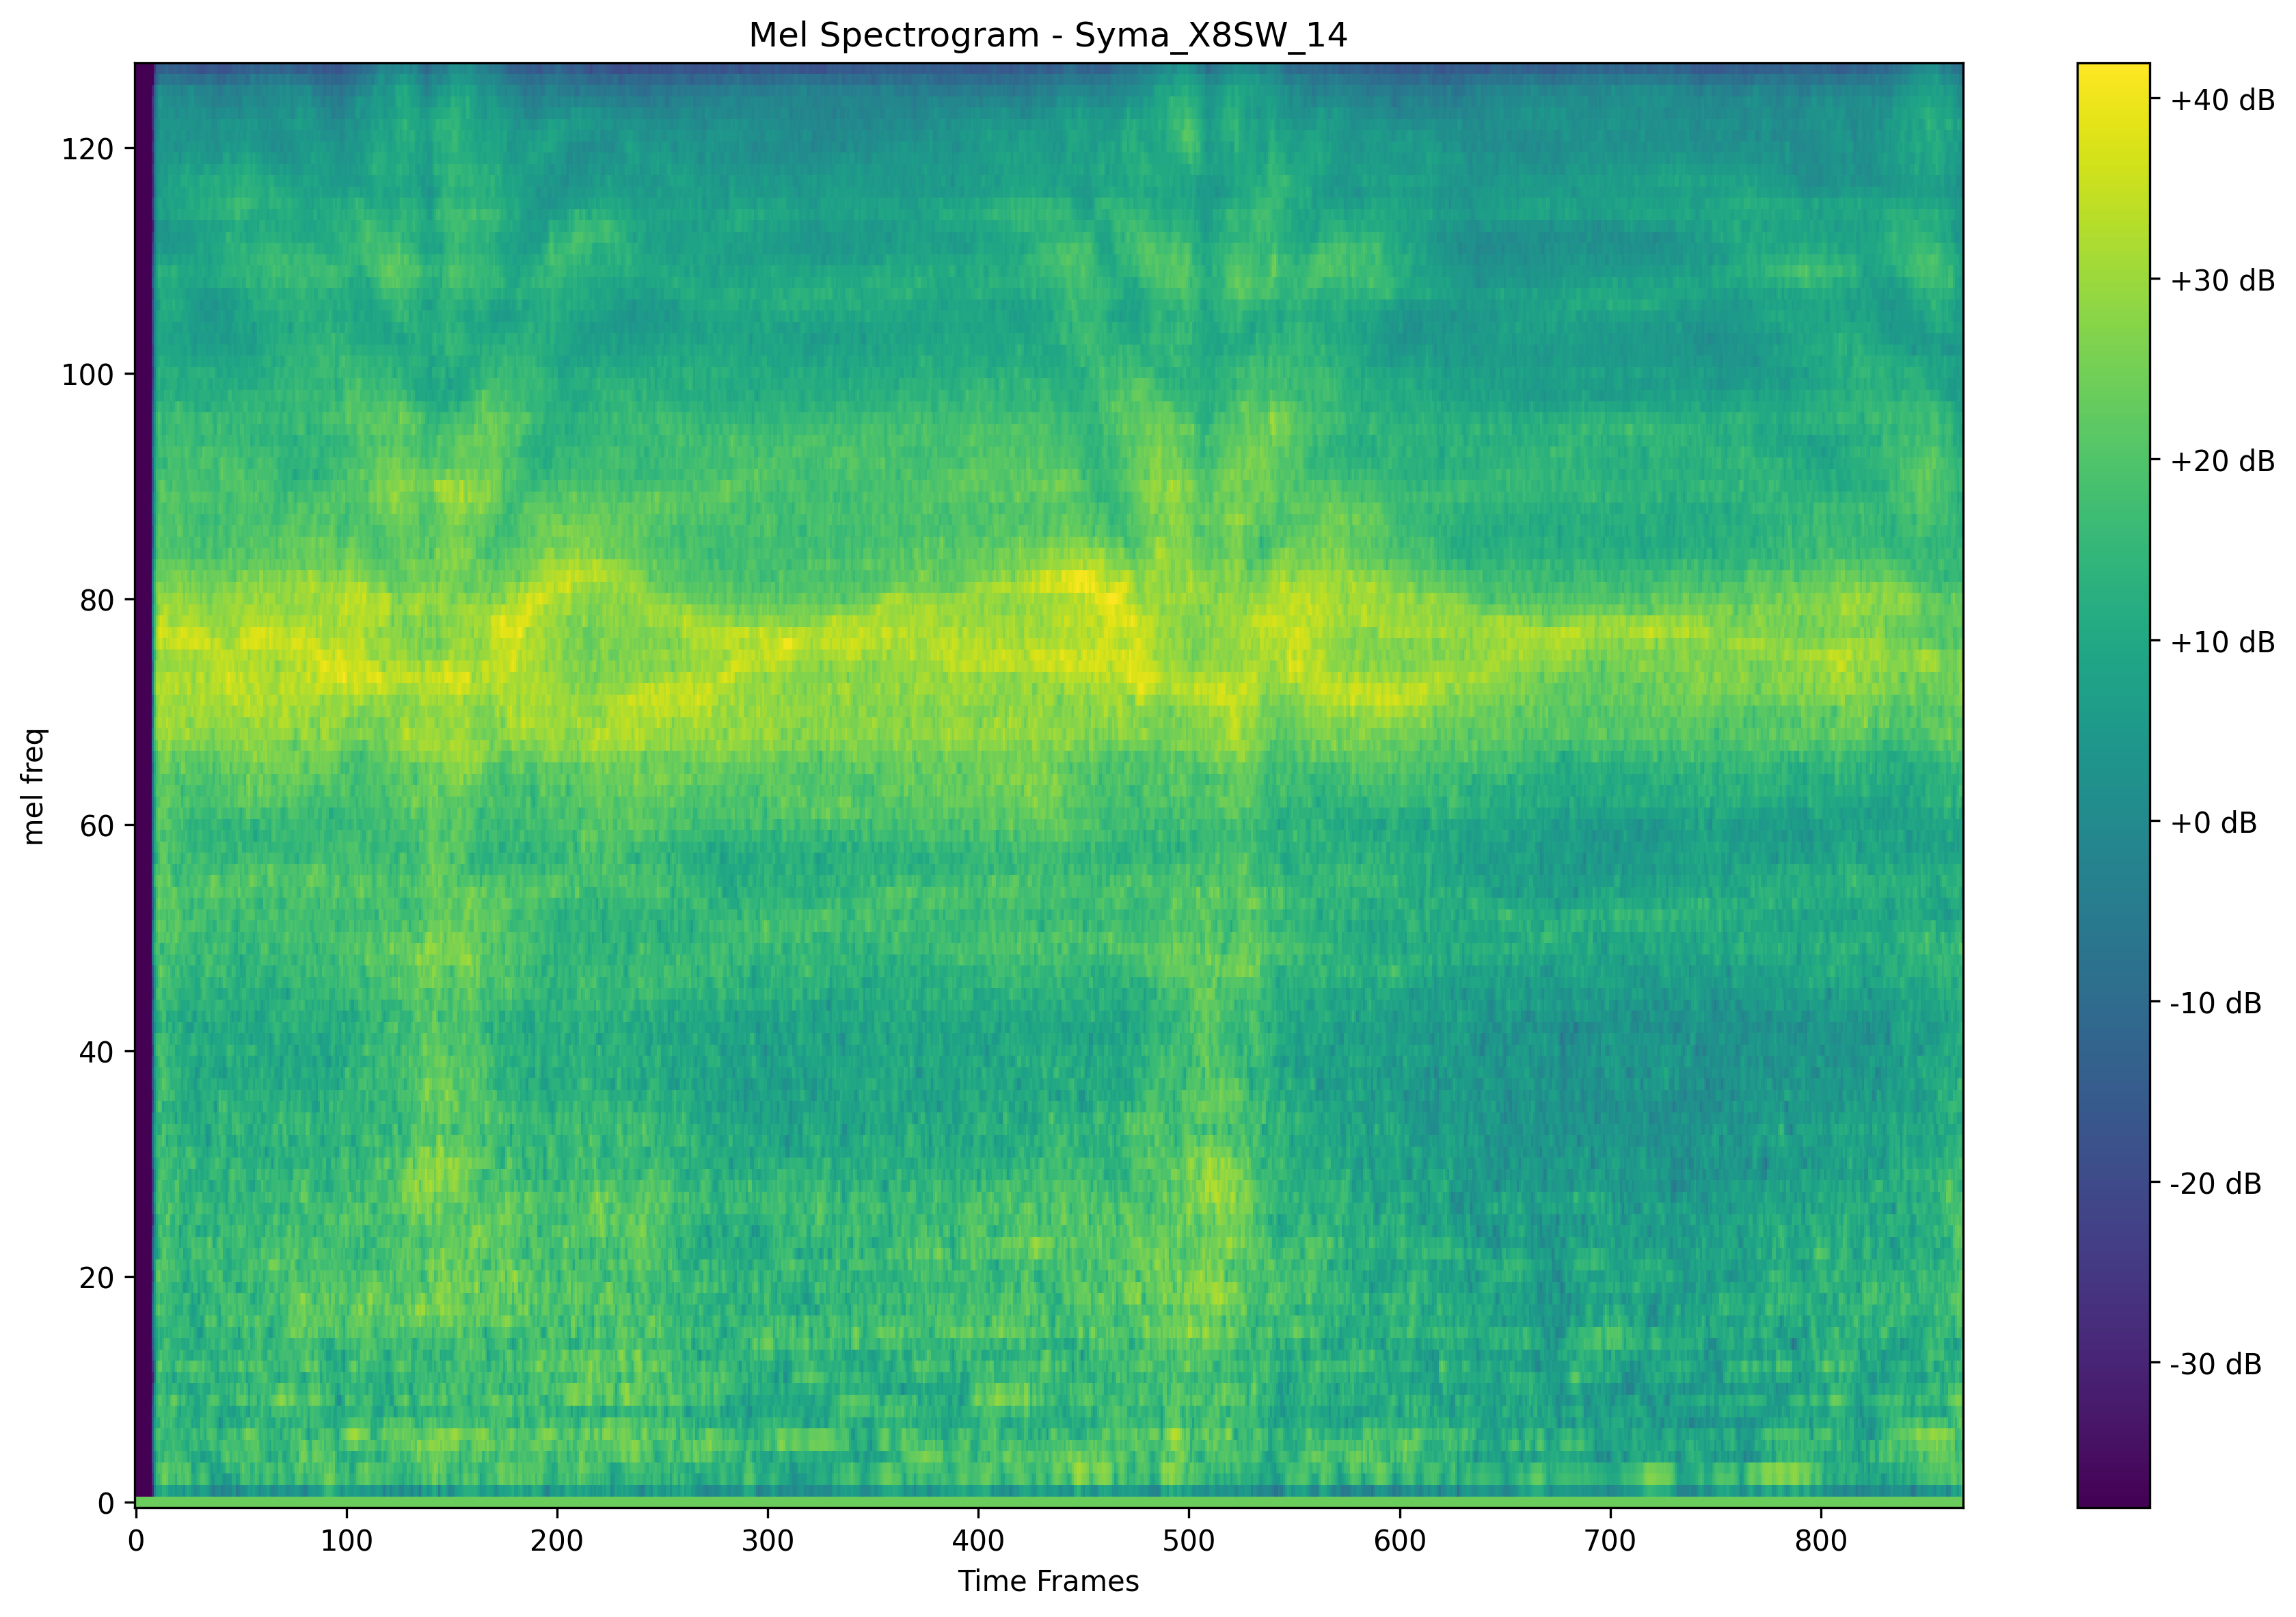 Mel Spectrogram - Syma_X8SW_14
mel freq
120
100
80
60
40
20
0
0 100 200 300 400 500 600 700 800
Time Frames
+40 dB
+30 dB
+20 dB
+10 dB
+0 dB
-10 dB
-20 dB
-30 dB